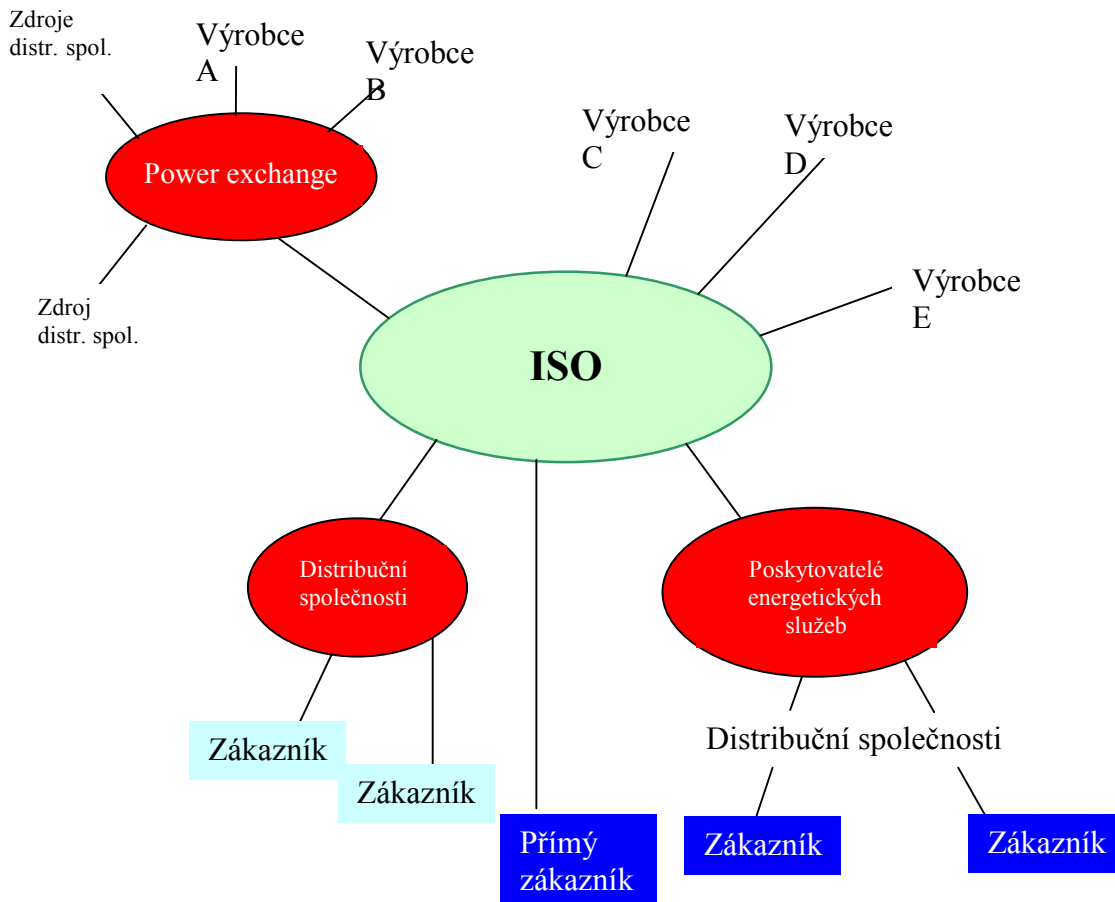 Zdroje
distr. spol.
Výrobce
A
Výrobce
B
Power exchange
Zdroj
distr. spol.
Výrobce
C
Výrobce
D
Výrobce
E
ISO
Distribuční
společnosti
Poskytovatelé
energetických
služeb
Zákazník
Zákazník
Přímý
zákazník
Distribuční společnosti
Zákazník
Zákazník